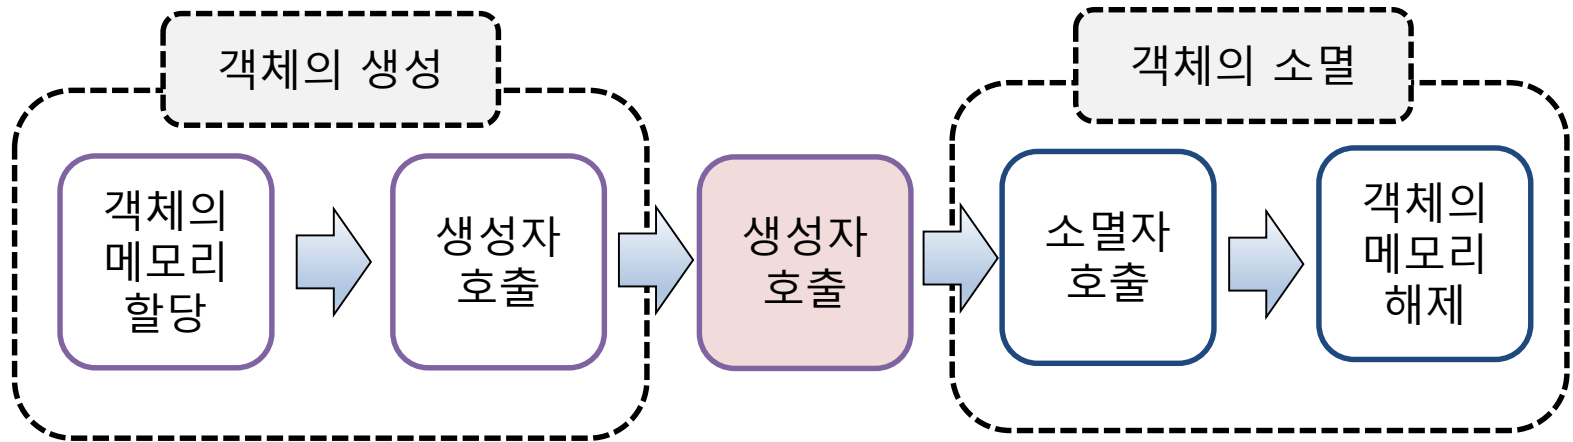 객체의 생성
객체의
메모리
할당
생성자
호출
생성자
호출
객체의 소멸
소멸자
호출
객체의
메모리
해제